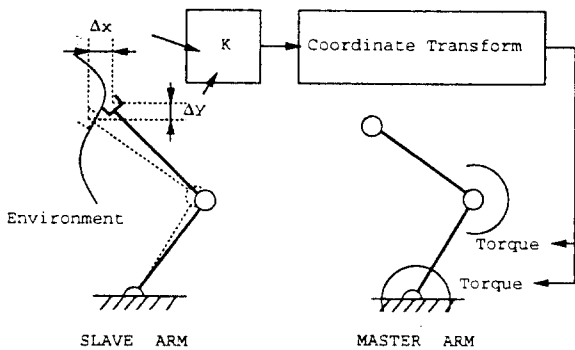 Δx
K
Coordinate Transform
Δy
Environment
Torque
Torque
SLAVE ARM
MASTER ARM